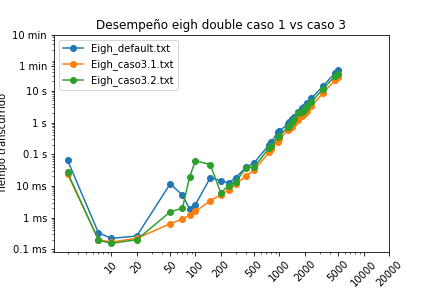 Desempeño eigh double caso 1 vs caso 3
Eigh_default.txt
Eigh_caso3.1.txt
Eigh_caso3.2.txt
10 min
1 min
10 s
1 s
0.1 s
10 ms
1 ms
0.1 ms
transcurrido
10
20
50
100
200
500
1000
2000
5000
10000
20000